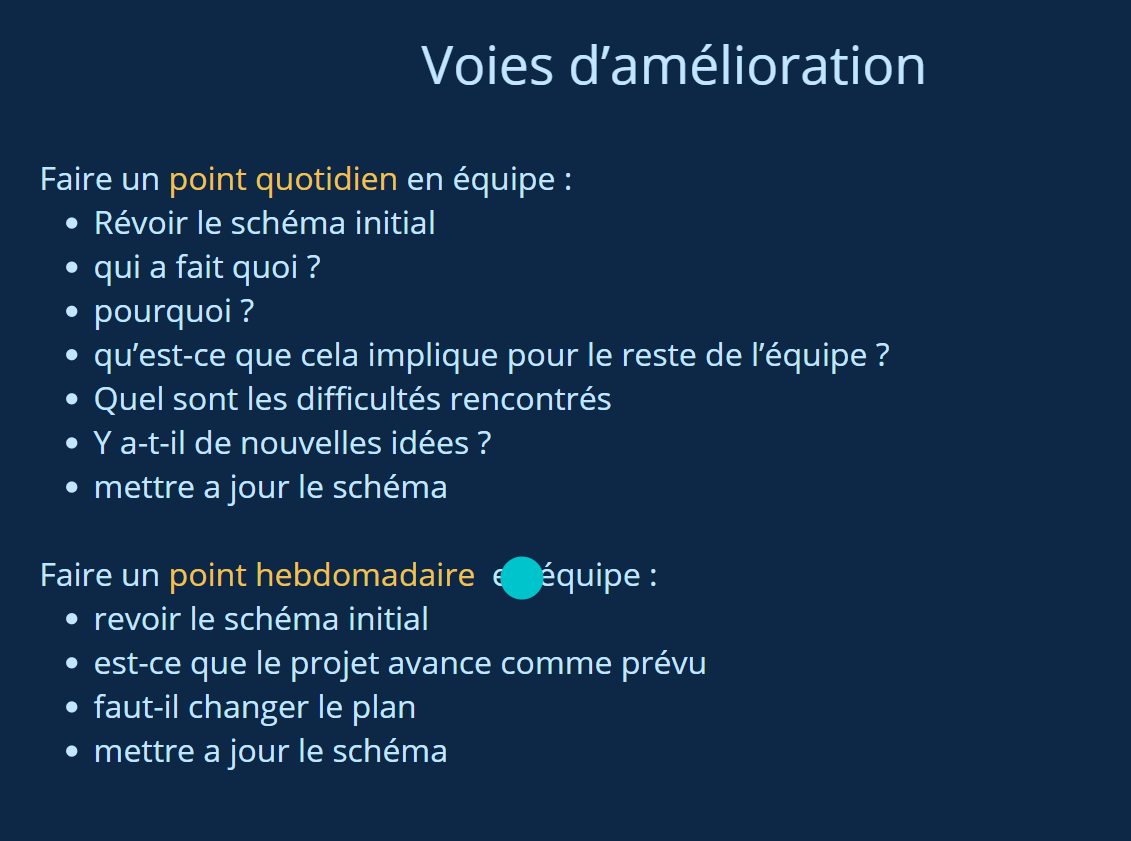 Voies d’amélioration
Faire un point quotidien en équipe :
• Révoir le schéma initial
• qui a fait quoi ?
• pourquoi ?
• qu’est-ce que cela implique pour le reste de l’équipe ?
• Quel sont les difficultés rencontrés
• Y a-t-il de nouvelles idées ?
• mettre a jour le schéma
Faire un point hebdomadaire équipe :
• revoir le schéma initial
• est-ce que le projet avance comme prévu
• faut-il changer le plan
• mettre a jour le schéma